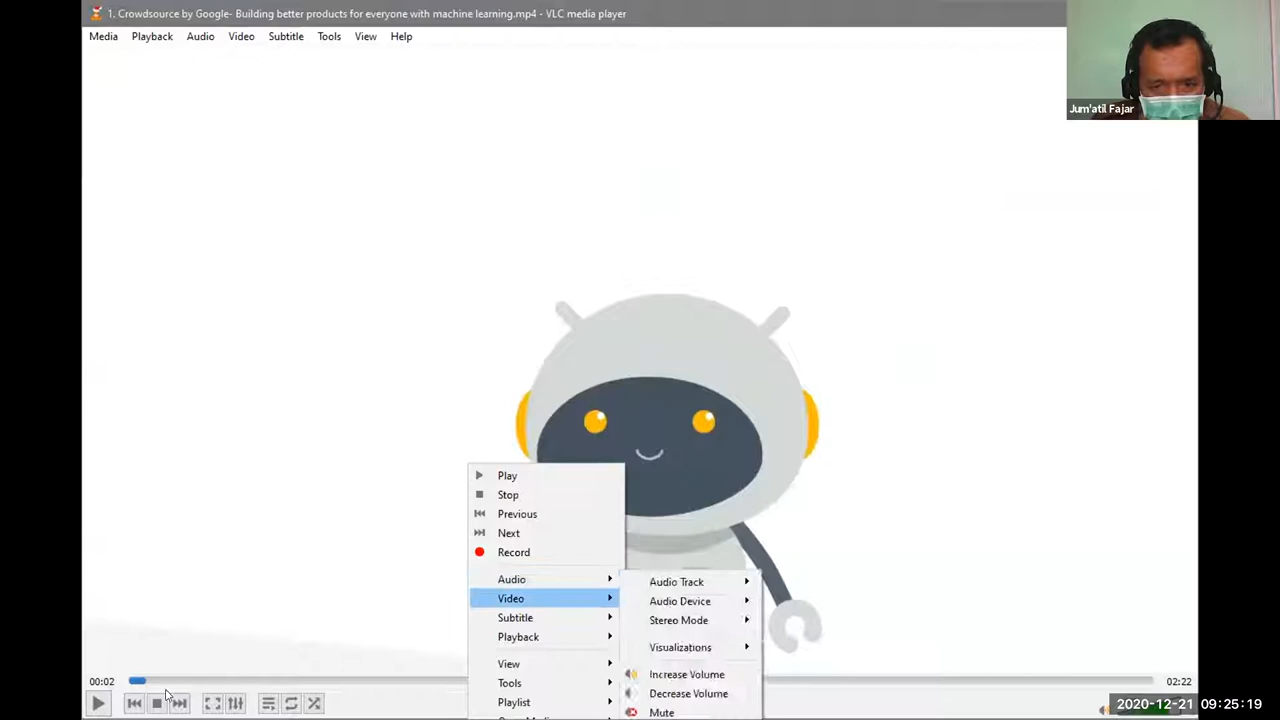 1. Crowdsource by Google- Building better products for everyone with machine learning.mp4 - VLC media player
Media Playback Audio Video Subtitle Tools View Help
Jum'atil Fajar
Play
Stop
Previous
Next
Record
Audio
Video
Subtitle
Playback
View
Tools
Playlist
Audio Track
Audio Device
Stereo Mode
Visualizations
Increase Volume
Decrease Volume
Mute
00:02
02:22
2020-12-21 09:25:19